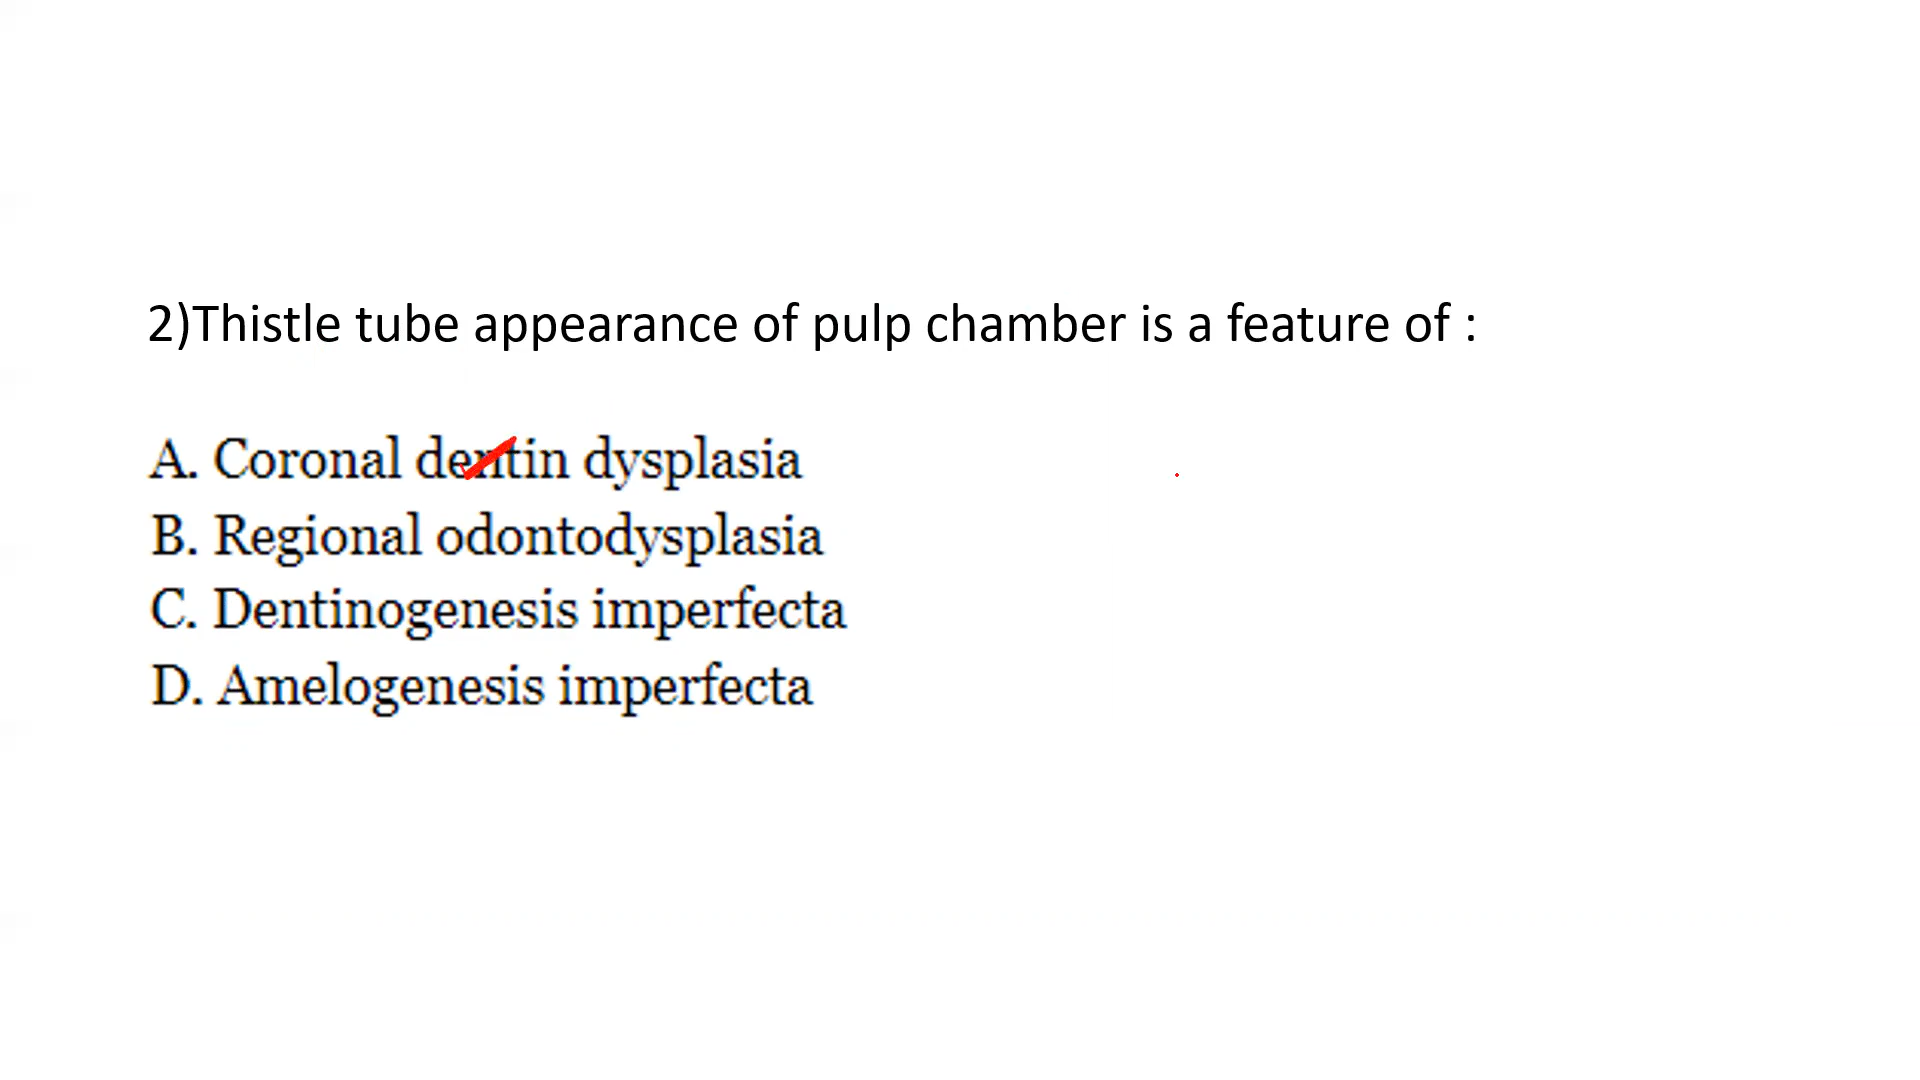 2)Thistle tube appearance of pulp chamber is a feature of :
A. Coronal dentin dysplasia
B. Regional odontodysplasia
C. Dentinogenesis imperfecta
D. Amelogenesis imperfecta